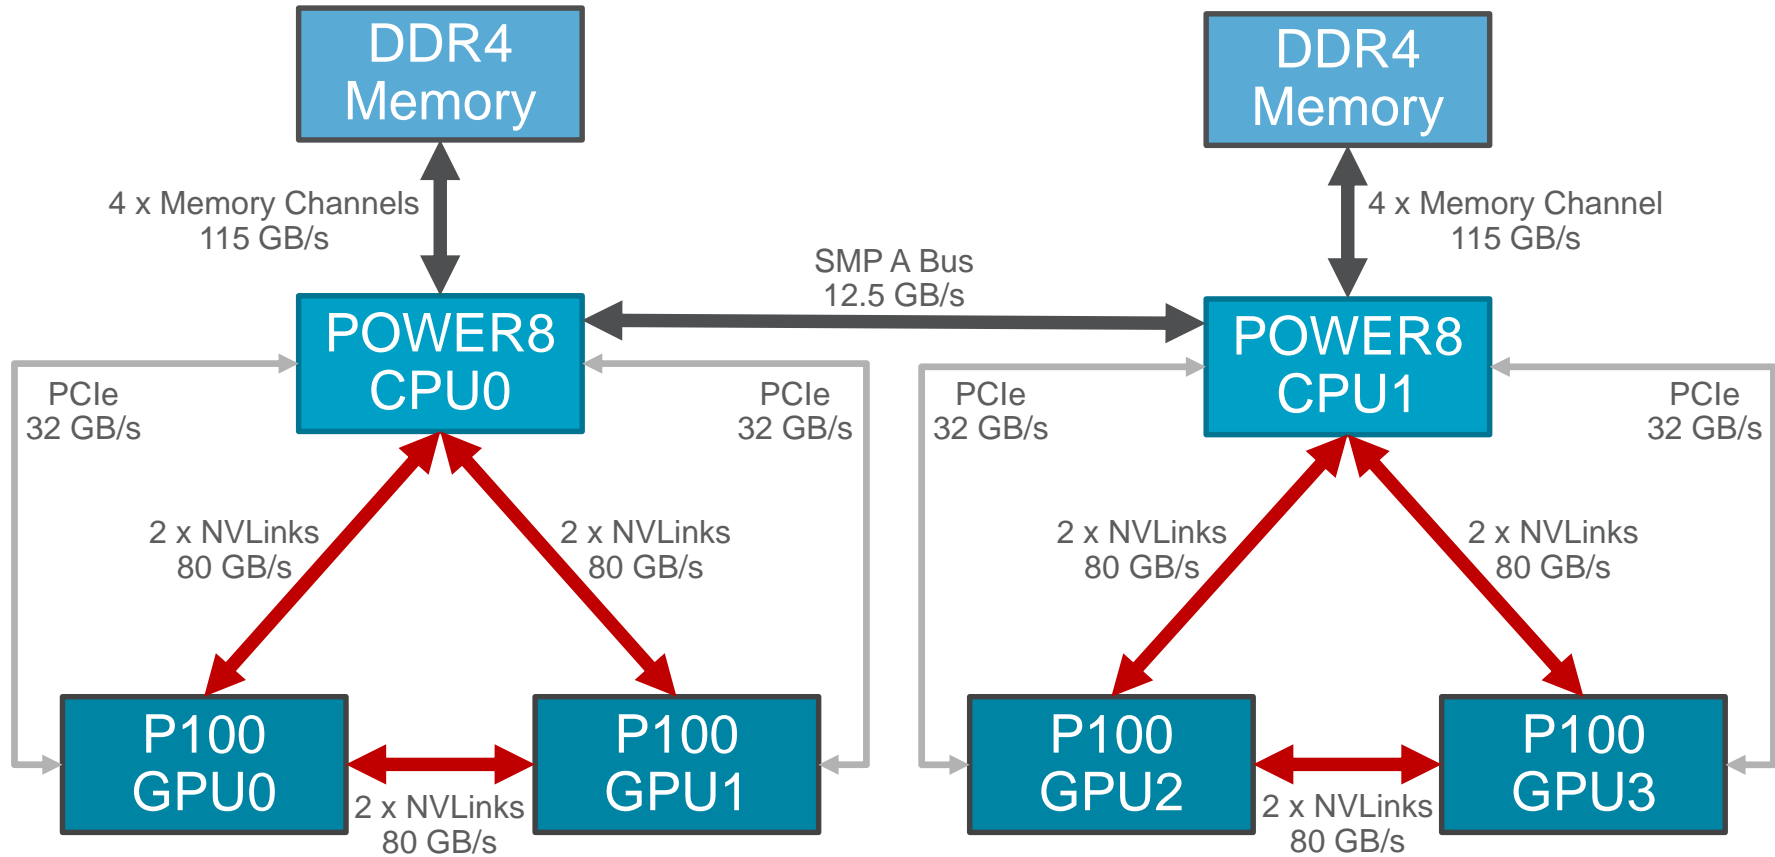 DDR4
Memory
DDR4
Memory
4 x Memory Channels
115 GB/s
4 x Memory Channel
115 GB/s
SMP A Bus
12.5 GB/s
POWER8
CPU0
POWER8
CPU1
PCIe
32 GB/s
PCIe
32 GB/s
PCIe
32 GB/s
PCIe
32 GB/s
2 x NVLinks
80 GB/s
2 x NVLinks
80 GB/s
2 x NVLinks
80 GB/s
2 x NVLinks
80 GB/s
P100
GPU0
P100
GPU1
P100
GPU2
P100
GPU3
2 x NVLinks
80 GB/s
2 x NVLinks
80 GB/s